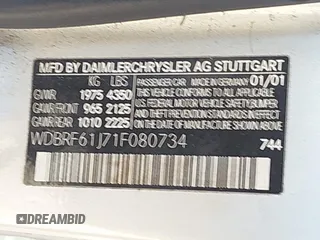 MFD BY DAIMLERCHRYSLER AG STUTTGART
KG LBS PASSENGER CAR MADE IN GERMANY 01/01
GVWR 1975 4350
GAWR FRONT 965 2125
GAWR REAR 1010 2225
THIS VEHICLE CONFORMS TO ALL APPLICABLE
U.S. FEDERAL MOTOR VEHICLE SAFETY
BUMPER AND THEFT PREVENTION STANDARDS
IN EFFECT ON THE DATE OF
MANUFACTURE SHOWN ABOVE
WDBRF61J71F080734
744
DREAMBID